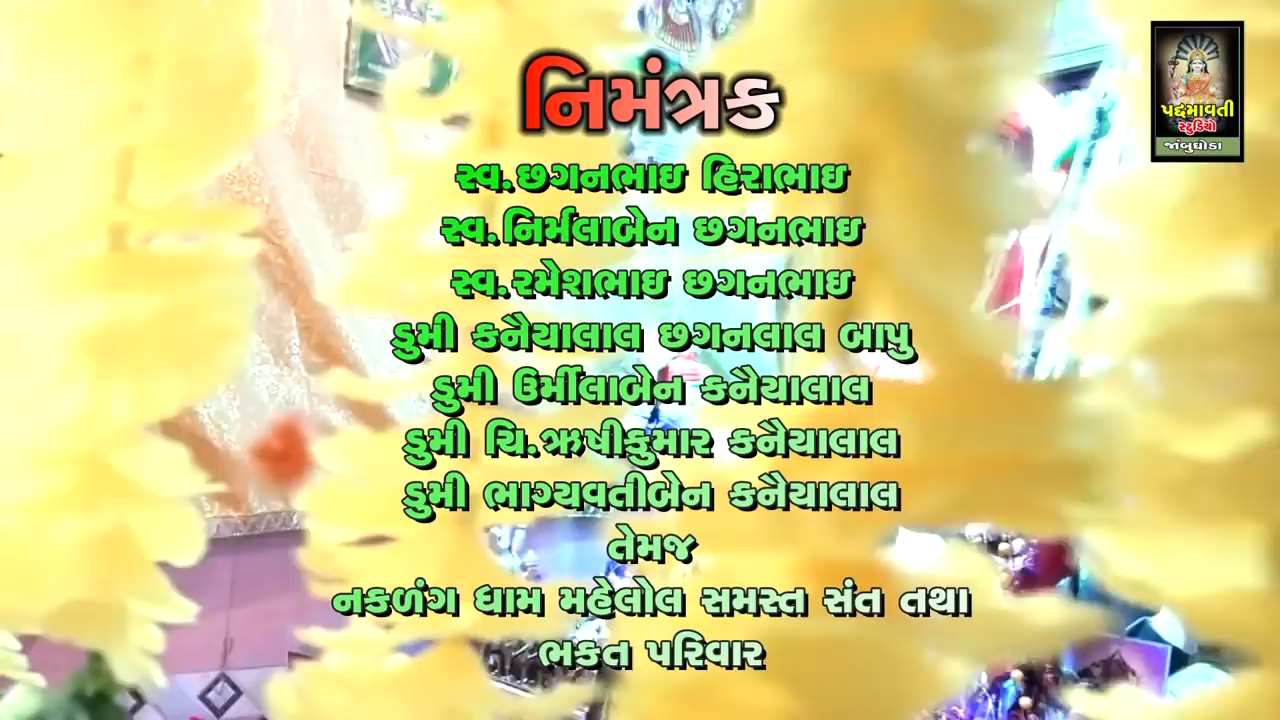 નિમંત્રક
સ્વ.છગનભાઇ હિરાભાઇ
સ્વ.નિર્મલાબેન છગનભાઇ
સ્વ.રમેશભાઇ છગનભાઇ
ડુમી કનૈયાલાલ છગનલાલ બાપુ
ડુમી ઉર્મીલાબેન કનૈયાલાલ
ડુમી ચિ.ઋષીકુમાર કનૈયાલાલ
ડુમી ભાગ્યવતીબેન કનૈયાલાલ
તેમજ
નકળંગ ધામ મહેલોલ સમસ્ત સંત તથા
ભકત પરિવાર
પદ્દમાવતી
સ્ટુડિયો
જાંબુઘોડા